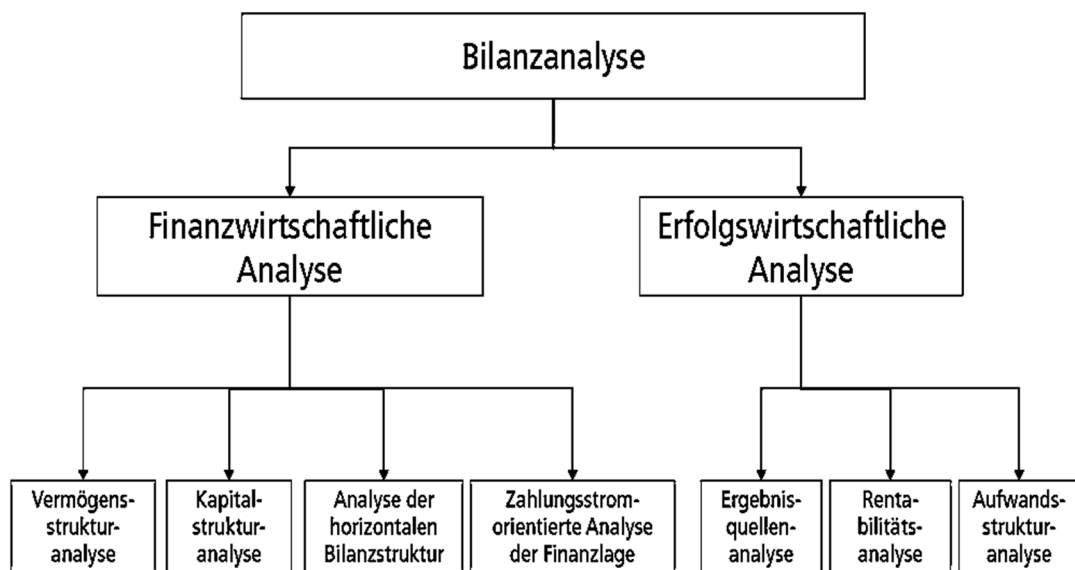 Bilanzanalyse
Finanzwirtschaftliche
Analyse
Erfolgswirtschaftliche
Analyse
Vermögens-
struktur-
analyse
Kapital-
struktur-
analyse
Analyse der
horizontalen
Bilanzstruktur
Zahlungsstrom-
orientierte Analyse
der Finanzlage
Ergebnis-
quellen-
analyse
Renta-
bilitäts-
analyse
Aufwands-
struktur-
analyse